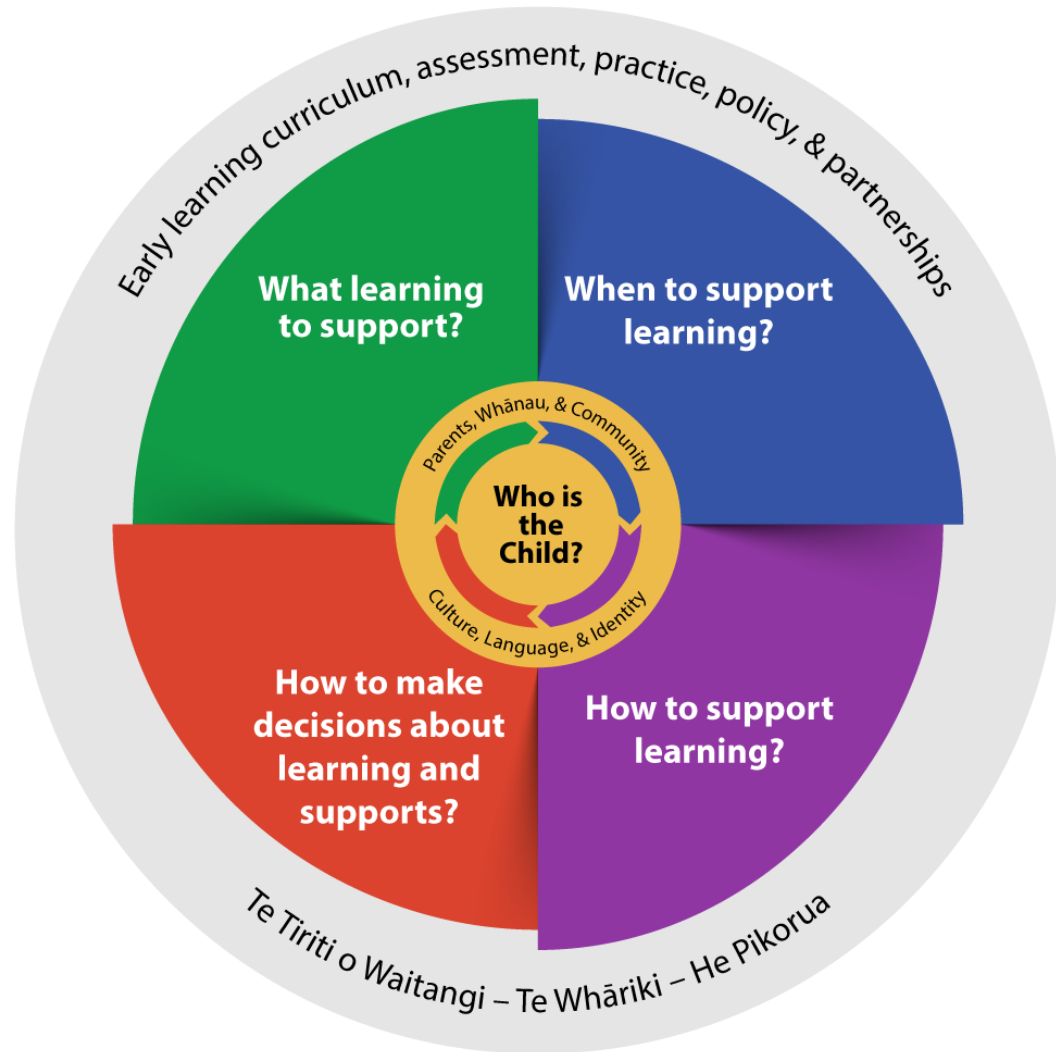 Early learning curriculum, assessment, practice, policy, & partnerships
What learning
to support?
When to support
learning?
Parents, Whānau, & Community
Who is
the
Child?
Culture, Language, & Identity
How to make
decisions about
learning and
supports?
How to support
learning?
Te Tiriti o Waitangi – Te Whāriki – He Pikorua